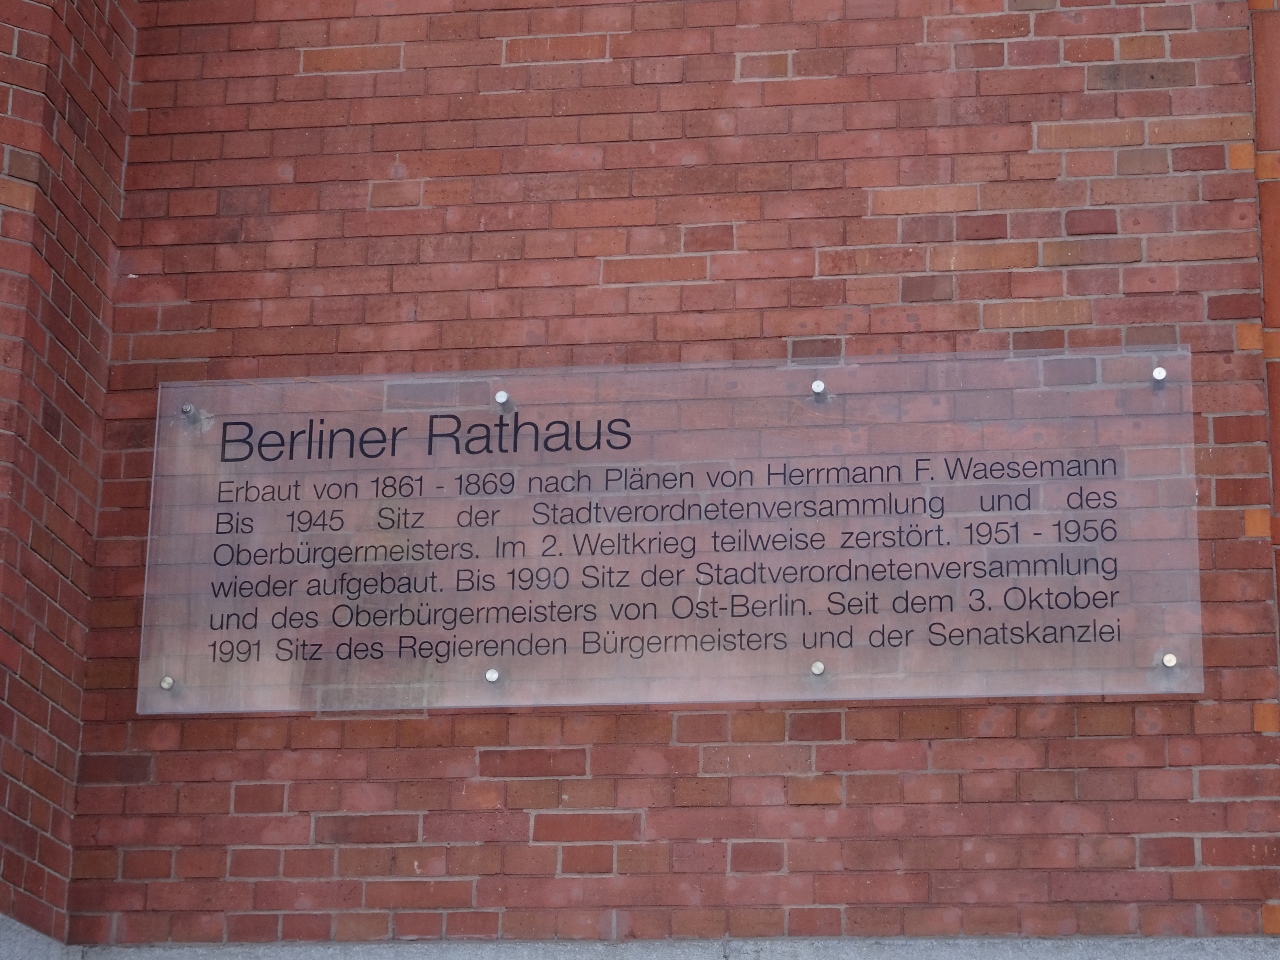 Berliner Rathaus
Erbaut von 1861 - 1869 nach Plänen von Herrmann F. Waesemann
Bis 1945 Sitz der Stadtverordnetenversammlung und des
Oberbürgermeisters. Im 2. Weltkrieg teilweise zerstört. 1951 - 1956
wieder aufgebaut. Bis 1990 Sitz der Stadtverordnetenversammlung
und des Oberbürgermeisters von Ost-Berlin. Seit dem 3. Oktober
1991 Sitz des Regierenden Bürgermeisters und der Senatskanzlei